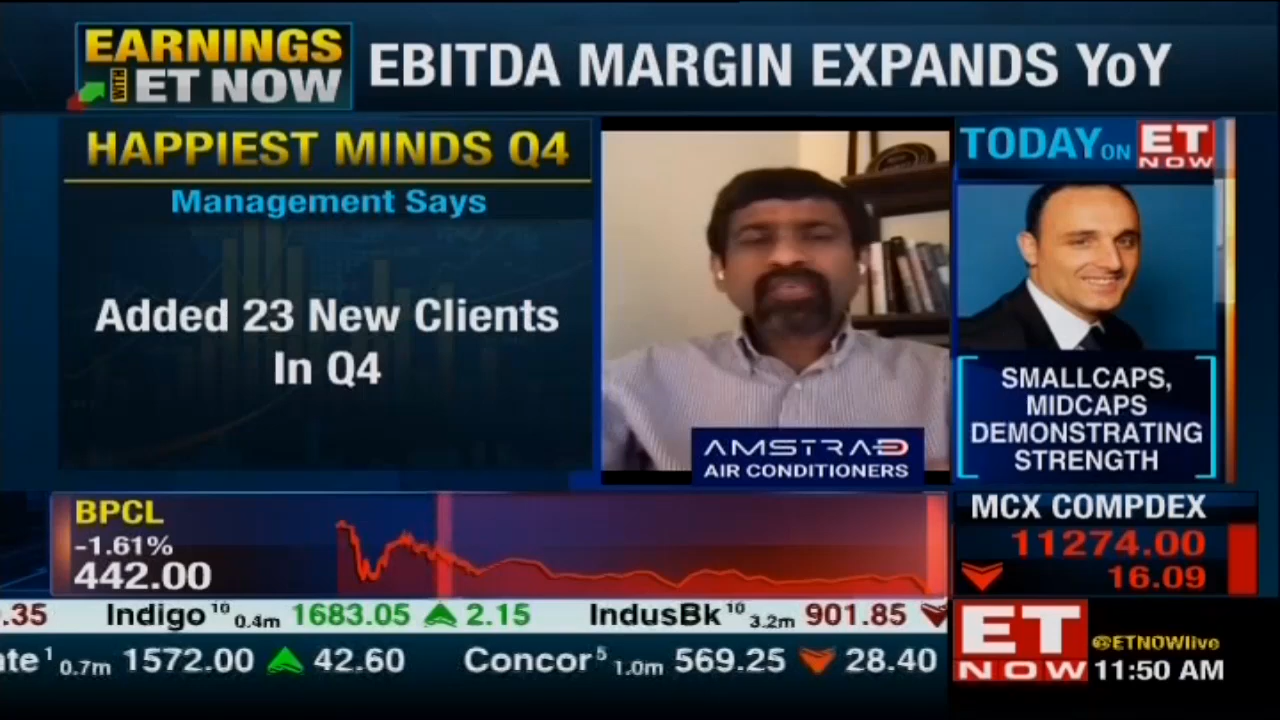 EARNINGS
WITH ET NOW
EBITDA MARGIN EXPANDS YoY
HAPPIEST MINDS Q4
Management Says
Added 23 New Clients
In Q4
AMSTRAD
AIR CONDITIONERS
TODAY ON ET NOW
SMALLCAPS,
MIDCAPS
DEMONSTRATING
STRENGTH
BPCL
-1.61%
442.00
MCX COMPDEX
11274.00
16.09
.35 Indigo 10 0.4m 1683.05 2.15 IndusBk 10 3.2m 901.85
1 0.7m 1572.00 42.60 Concor 5 1.0m 569.25 28.40
ET NOW
@ETNOWlive
11:50 AM